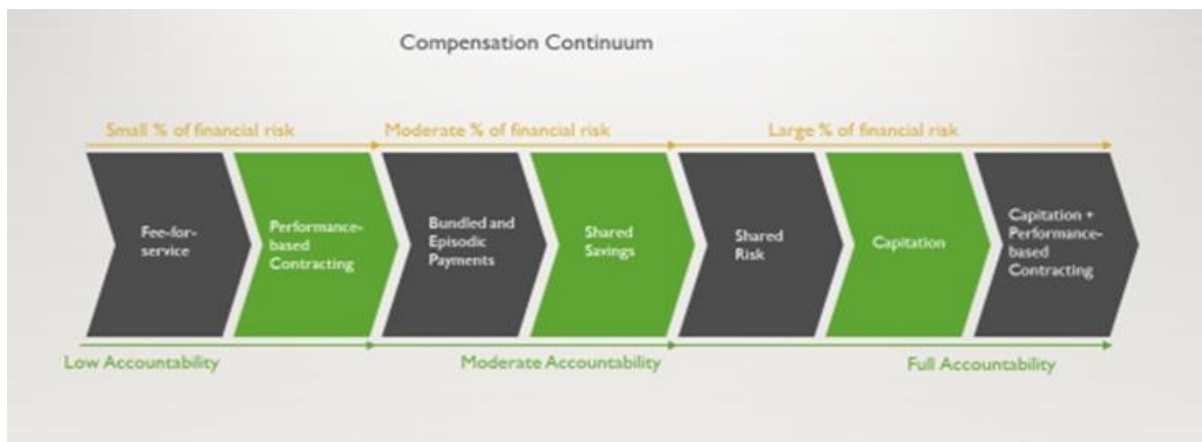 Compensation Continuum
Small % of financial risk
Moderate % of financial risk
Large % of financial risk
Fee-for-
service
Performance-
based
Contracting
Bundled and
Episodic
Payments
Shared
Savings
Shared
Risk
Capitation
Capitation +
Performance-
based
Contracting
Low Accountability
Moderate Accountability
Full Accountability